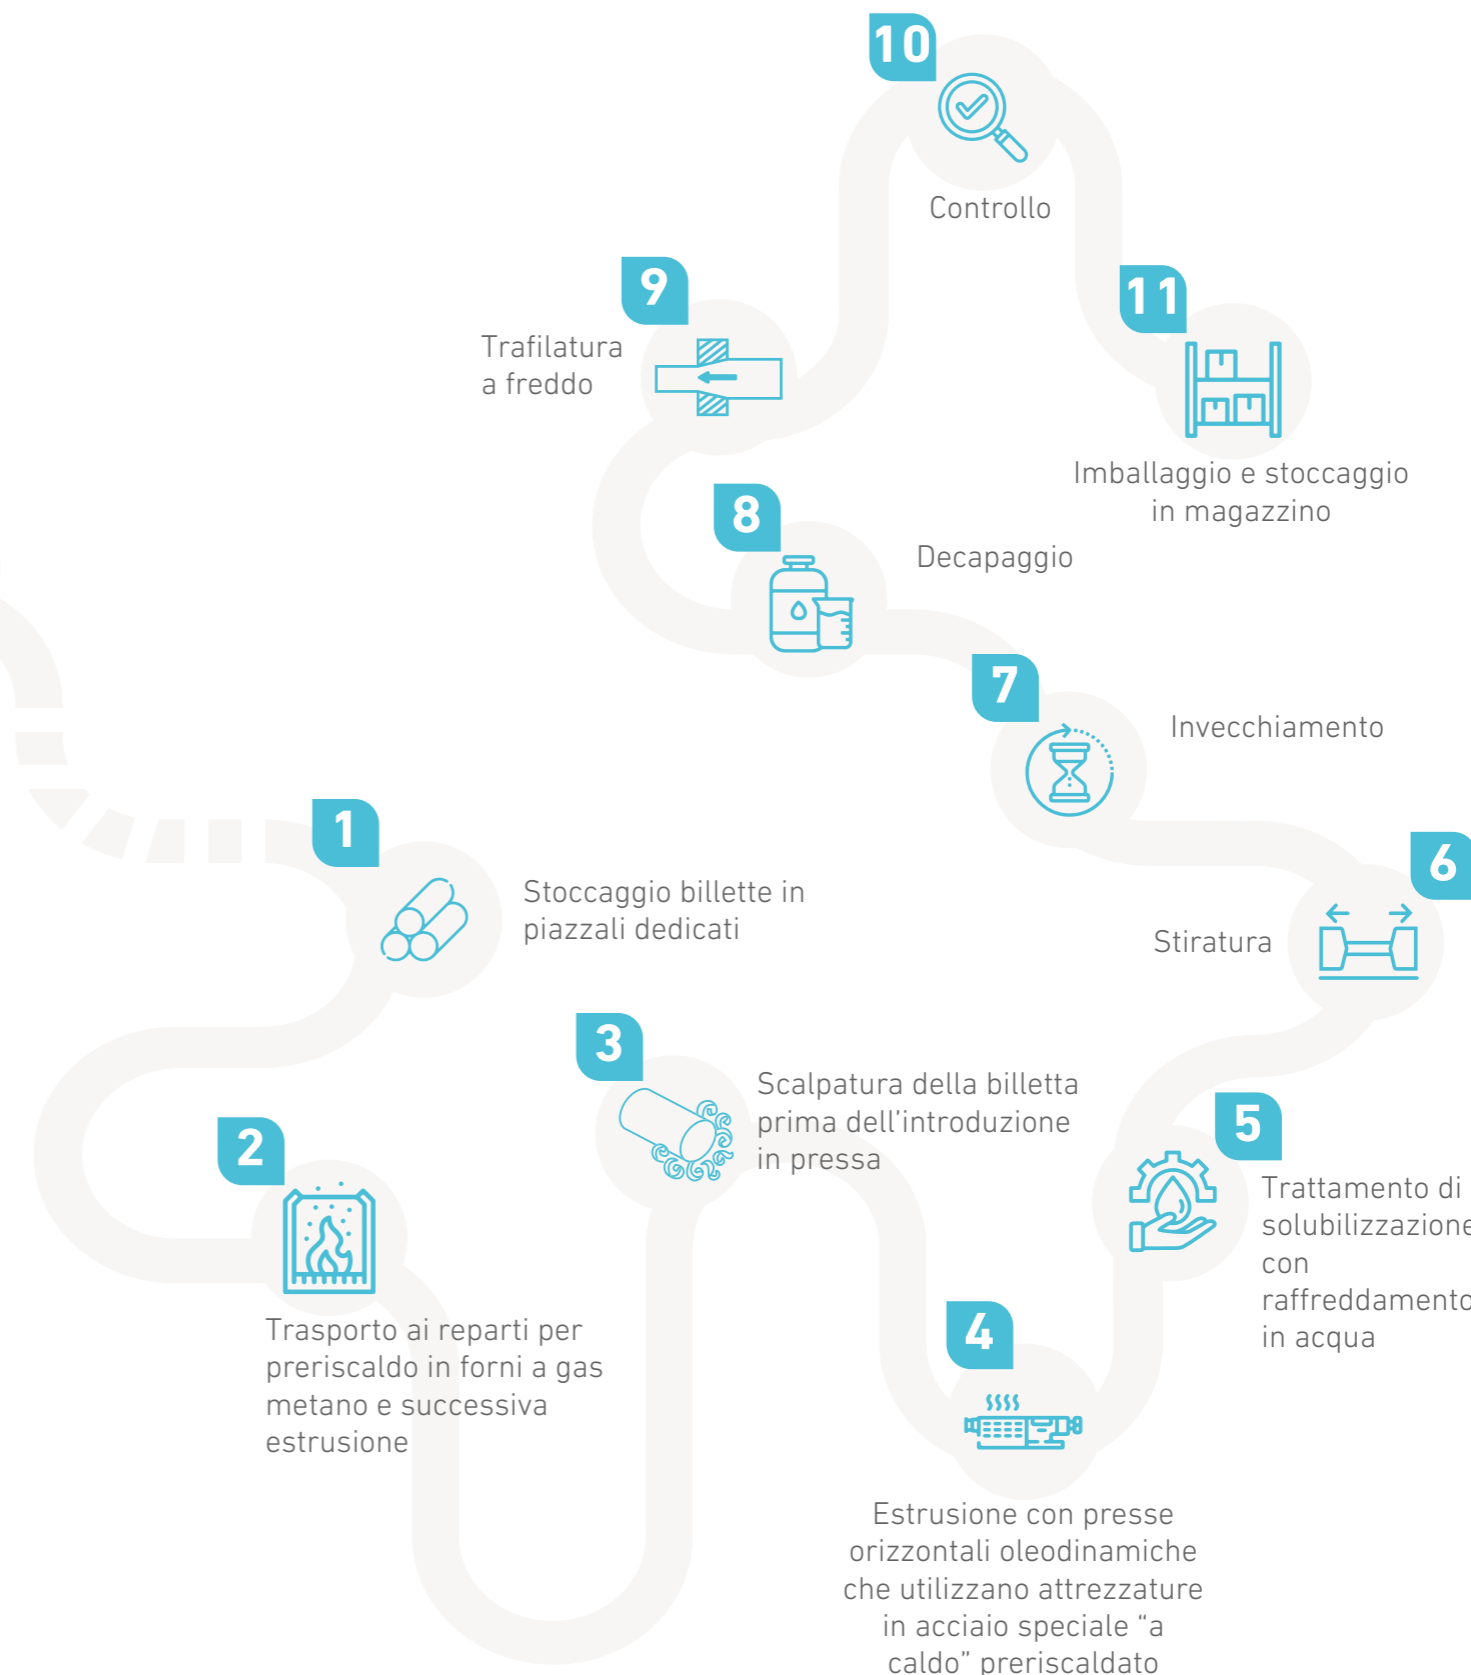 1
Stoccaggio billette in
piazzali dedicati
2
Trasporto ai reparti per
preriscaldo in forni a gas
metano e successiva
estrusione
3
Scalpatura della billetta
prima dell’introduzione
in pressa
4
Estrusione con presse
orizzontali oleodinamiche
che utilizzano attrezzature
in acciaio speciale “a
caldo” preriscaldato
5
Trattamento di
solubilizzazione
con
raffreddamento
in acqua
6
Stiratura
7
Invecchiamento
8
Decapaggio
9
Trafilatura
a freddo
10
Controllo
11
Imballaggio e stoccaggio
in magazzino